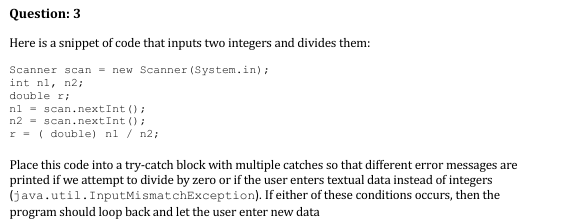 Question: 3
Here is a snippet of code that inputs two integers and divides them:
Scanner scan = new Scanner(System.in);
int n1, n2;
double r;
n1 = scan.nextInt();
n2 = scan.nextInt();
r = ( double) n1 / n2;
Place this code into a try-catch block with multiple catches so that different error messages are
printed if we attempt to divide by zero or if the user enters textual data instead of integers
(java.util.InputMismatchException). If either of these conditions occurs, then the
program should loop back and let the user enter new data